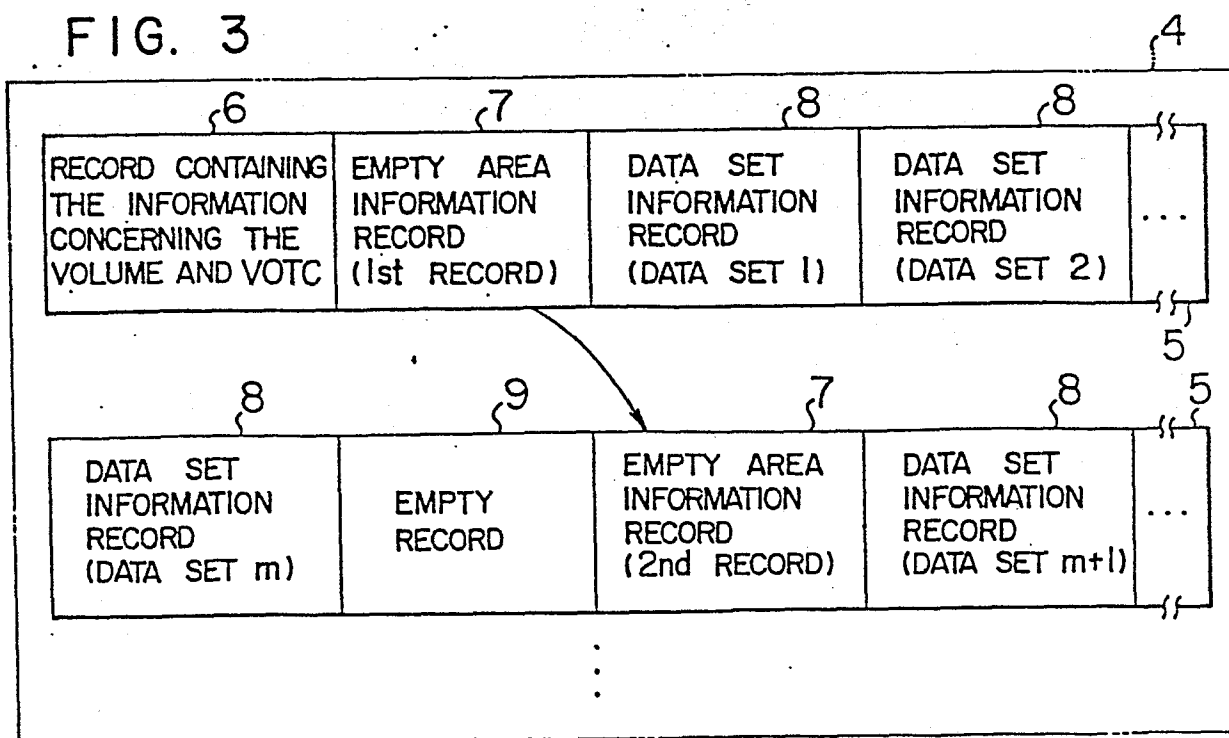 FIG. 3
4
6
7
8
8
RECORD CONTAINING
THE INFORMATION
CONCERNING THE
VOLUME AND VOTC
EMPTY AREA
INFORMATION
RECORD
(1st RECORD)
DATA SET
INFORMATION
RECORD
(DATA SET 1)
DATA SET
INFORMATION
RECORD
(DATA SET 2)
...
5
8
9
7
8
5
DATA SET
INFORMATION
RECORD
(DATA SET m)
EMPTY
RECORD
EMPTY AREA
INFORMATION
RECORD
(2nd RECORD)
DATA SET
INFORMATION
RECORD
(DATA SET m+1)
...